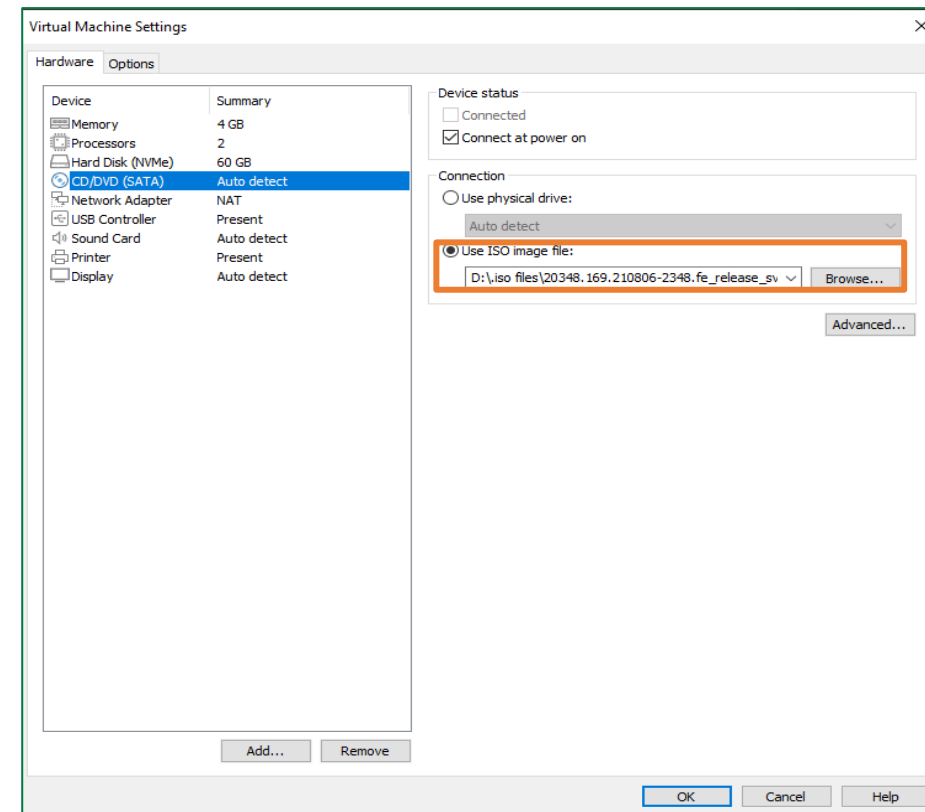 Virtual Machine Settings
Hardware Options
Device Summary
Memory 4 GB
Processors 2
Hard Disk (NVMe) 60 GB
CD/DVD (SATA) Auto detect
Network Adapter NAT
USB Controller Present
Sound Card Auto detect
Printer Present
Display Auto detect
Add... Remove
Device status
Connected
Connect at power on
Connection
Use physical drive:
Auto detect
Use ISO image file:
D:\.iso files\20348.169.210806-2348.fe_release_sv Browse...
Advanced...
OK Cancel Help